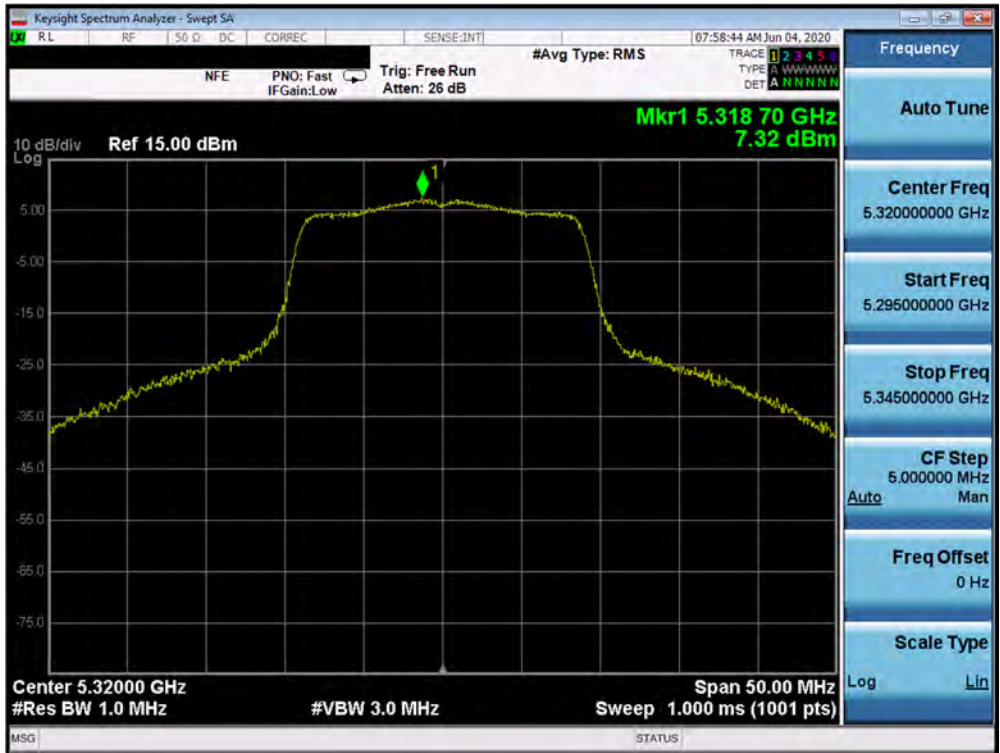 Keysight Spectrum Analyzer - Swept SA
LXI RL RF 50 Ω DC CORREC SENSE:INT 07:58:44 AM Jun 04, 2020
NFE PNO: Fast IFGain:Low Trig: Free Run Atten: 26 dB #Avg Type: RMS TRACE 1 2 3 4 5 6
TYPE A WWWWW
DET A N N N N N
Frequency
Mkr1 5.318 70 GHz
7.32 dBm
10 dB/div Ref 15.00 dBm
Log
1
5.00
-5.00
-15.0
-25.0
-35.0
-45.0
-55.0
-65.0
-75.0
Center 5.32000 GHz Span 50.00 MHz
#Res BW 1.0 MHz #VBW 3.0 MHz Sweep 1.000 ms (1001 pts)
MSG STATUS
Auto Tune
Center Freq
5.320000000 GHz
Start Freq
5.295000000 GHz
Stop Freq
5.345000000 GHz
CF Step
5.000000 MHz
Auto Man
Freq Offset
0 Hz
Scale Type
Log Lin